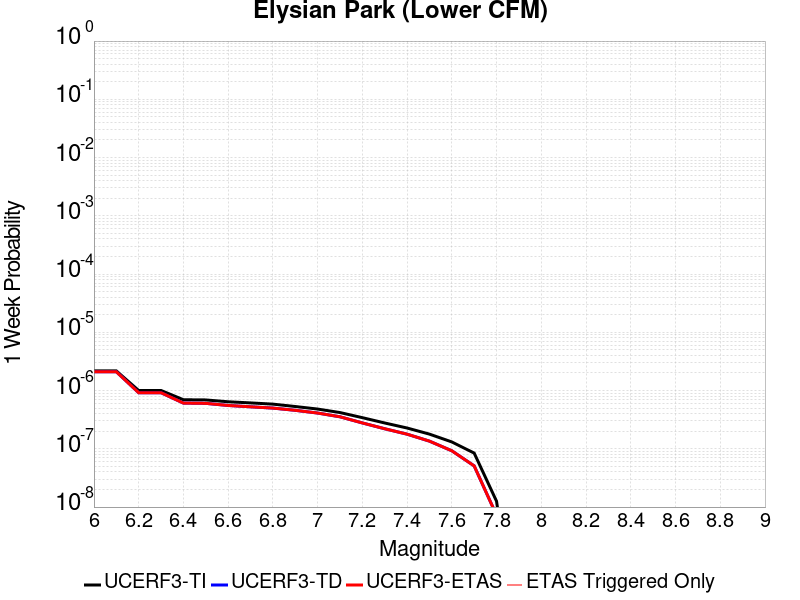 Elysian Park (Lower CFM)
1 Week Probability
10^0
10^-1
10^-2
10^-3
10^-4
10^-5
10^-6
10^-7
10^-8
6 6.2 6.4 6.6 6.8 7 7.2 7.4 7.6 7.8 8 8.2 8.4 8.6 8.8 9
Magnitude
UCERF3-TI UCERF3-TD UCERF3-ETAS ETAS Triggered Only